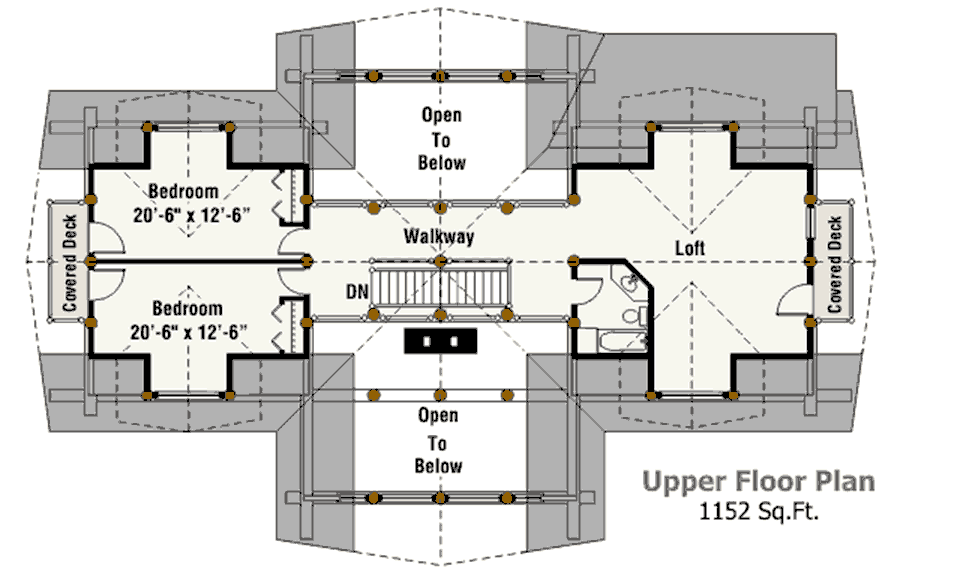 Open
To
Below
Bedroom
20'-6" x 12'-6"
Covered Deck
Walkway
Loft
Covered Deck
DN
Bedroom
20'-6" x 12'-6"
Open
To
Below
Upper Floor Plan
1152 Sq.Ft.